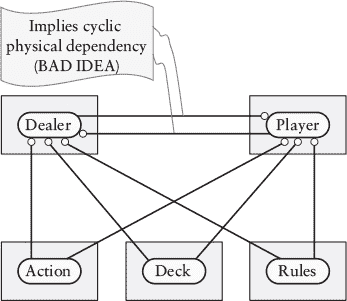 Implies cyclic
physical dependency
(BAD IDEA)
Dealer
Player
Action
Deck
Rules